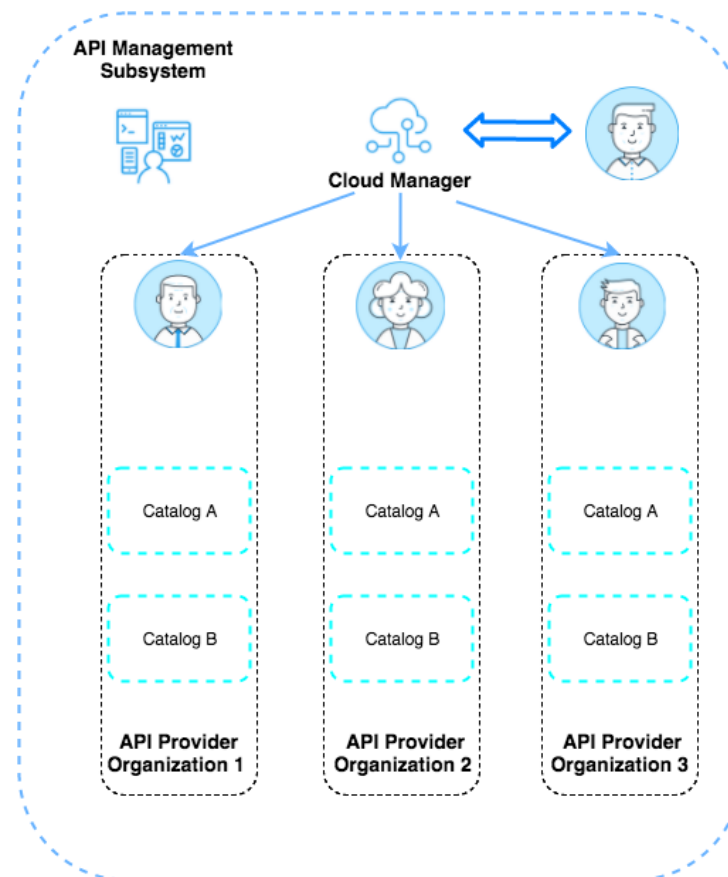 API Management
Subsystem
Cloud Manager
Catalog A
Catalog A
Catalog A
Catalog B
Catalog B
Catalog B
API Provider
Organization 1
API Provider
Organization 2
API Provider
Organization 3